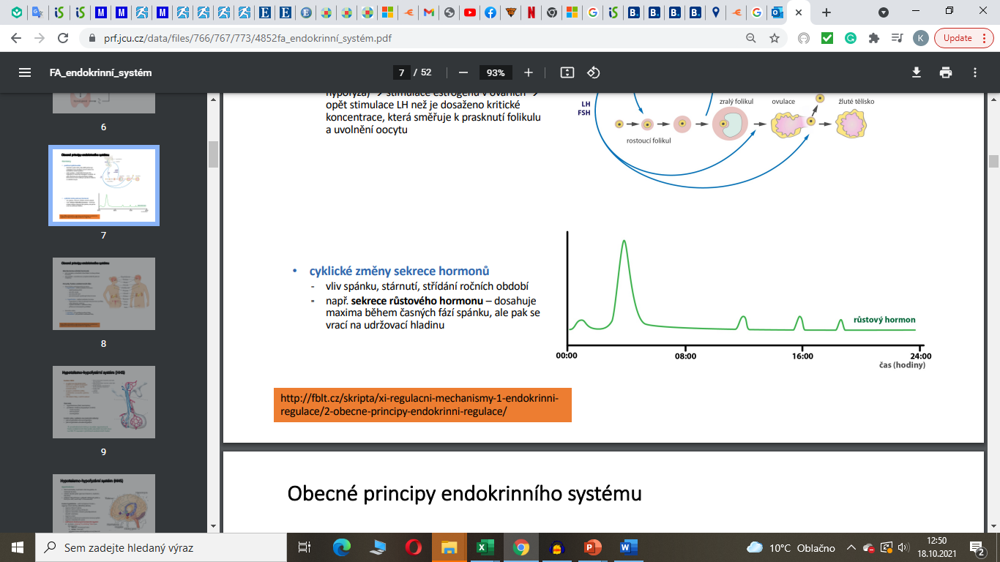 prf.jcu.cz/data/files/766/767/773/4852fa_endokrinní_systém.pdf
K
Update
FA_endokrinní_systém
7 / 52
93%
6
7
8
9
hypofýza) → stimulace estrogenů v ovariích →
opět stimulace LH než je dosaženo kritické
koncentrace, která směřuje k prasknutí folikulu
a uvolnění oocytu
LH
FSH
zralý folikul
ovulace
žluté tělísko
rostoucí folikul
• cyklické změny sekrece hormonů
- vliv spánku, stárnutí, střídání ročních období
- např. sekrece růstového hormonu – dosahuje
maxima během časných fází spánku, ale pak se
vrací na udržovací hladinu
růstový hormon
00:00
08:00
16:00
24:00
čas (hodiny)
http://fblt.cz/skripta/xi-regulacni-mechanismy-1-endokrinni-
regulace/2-obecne-principy-endokrinni-regulace/
Obecné principy endokrinního systému
Sem zadejte hledaný výraz
10°C Oblačno
12:50
18.10.2021
2